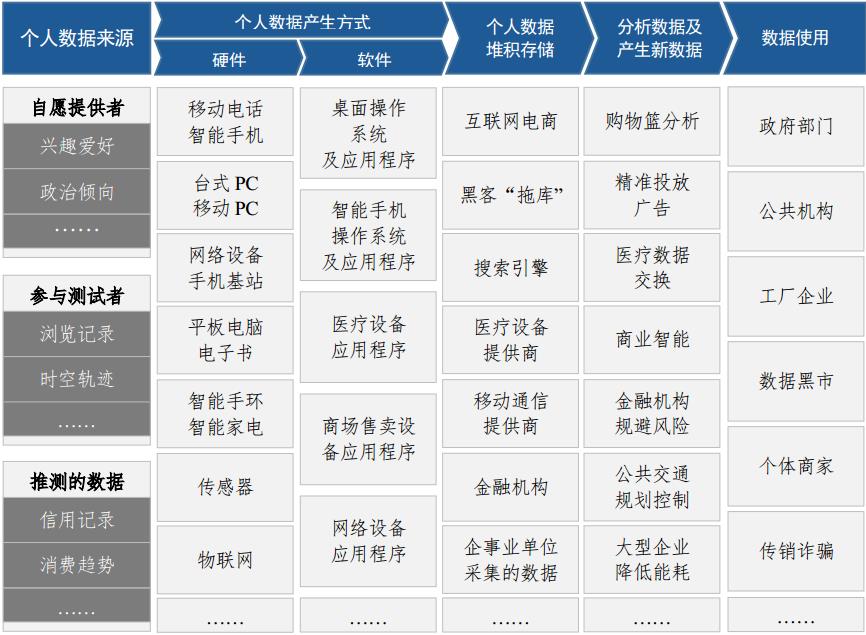 个人数据来源
个人数据产生方式
硬件
软件
个人数据
堆积存储
分析数据及
产生新数据
数据使用
自愿提供者
兴趣爱好
政治倾向
……
参与测试者
浏览记录
时空轨迹
……
推测的数据
信用记录
消费趋势
……
移动电话
智能手机
台式 PC
移动 PC
网络设备
手机基站
平板电脑
电子书
智能手环
智能家电
传感器
物联网
……
桌面操作
系统
及应用程序
智能手机
操作系统
及应用程序
医疗设备
应用程序
商场售卖设
备应用程序
网络设备
应用程序
……
互联网电商
黑客“拖库”
搜索引擎
医疗设备
提供商
移动通信
提供商
金融机构
企事业单位
采集的数据
……
购物篮分析
精准投放
广告
医疗数据
交换
商业智能
金融机构
规避风险
公共交通
规划控制
大型企业
降低能耗
……
政府部门
公共机构
工厂企业
数据黑市
个体商家
传销诈骗
……